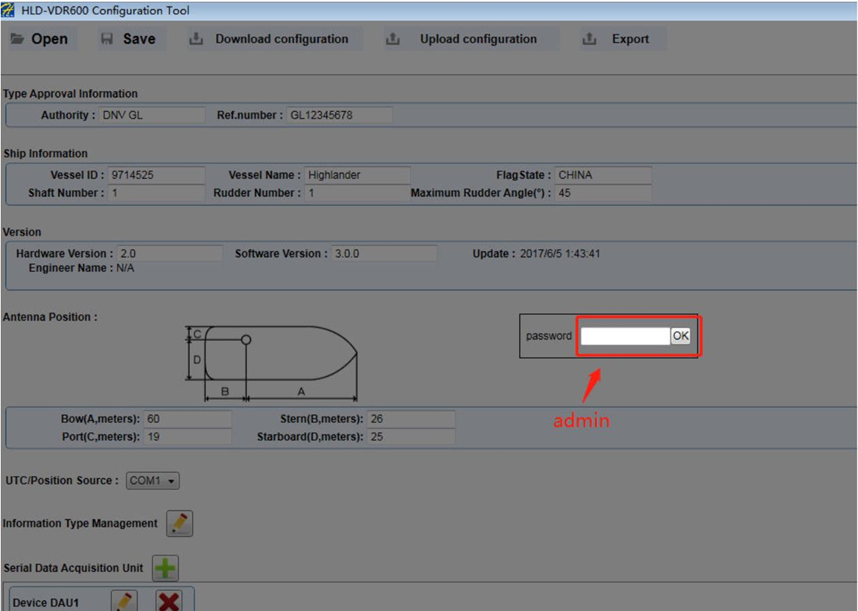 HLD-VDR600 Configuration Tool
Open Save Download configuration Upload configuration Export
Type Approval Information
Authority : DNV GL Ref.number : GL12345678
Ship Information
Vessel ID : 9714525 Vessel Name : Highlander FlagState : CHINA
Shaft Number : 1 Rudder Number : 1 Maximum Rudder Angle(°) : 45
Version
Hardware Version : 2.0 Software Version : 3.0.0 Update : 2017/6/5 1:43:41
Engineer Name : N/A
Antenna Position :
C
D
B A
password OK
admin
Bow(A,meters): 60 Stern(B,meters): 26
Port(C,meters): 19 Starboard(D,meters): 25
UTC/Position Source : COM1
Information Type Management
Serial Data Acquisition Unit
Device DAU1